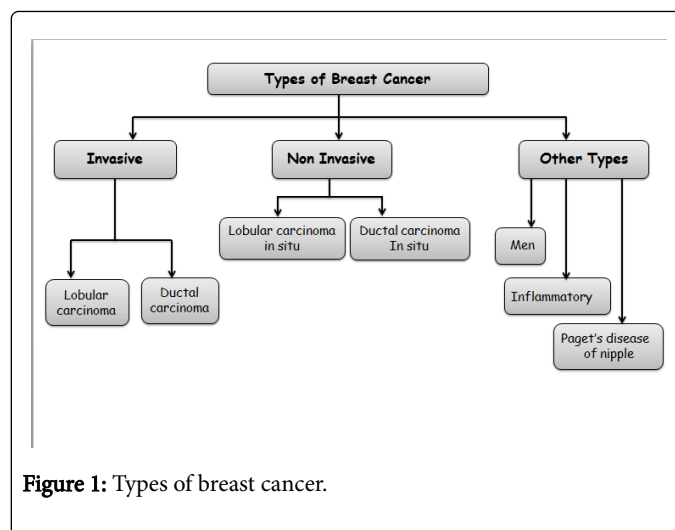 Types of Breast Cancer
Invasive
Non Invasive
Other Types
Lobular carcinoma
in situ
Ductal carcinoma
In situ
Men
Lobular
carcinoma
Ductal
carcinoma
Inflammatory
Paget's disease
of nipple
Figure 1: Types of breast cancer.